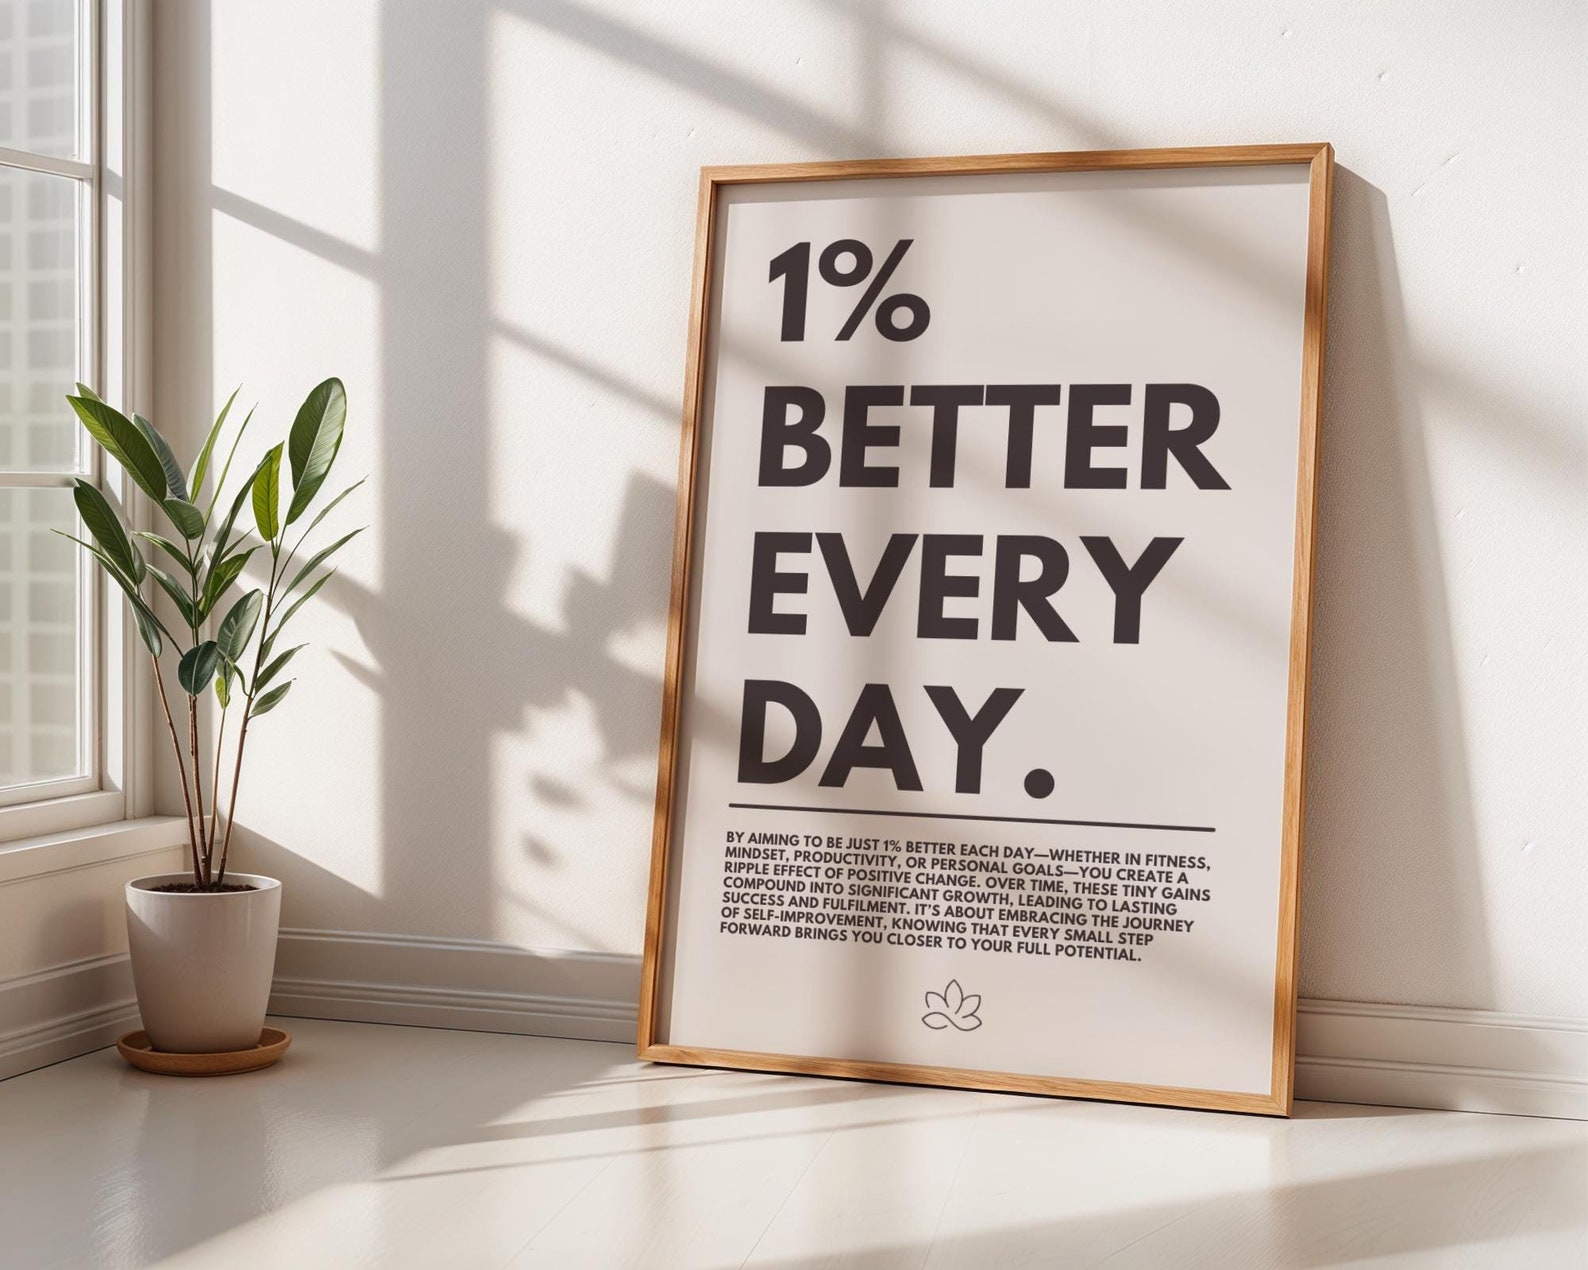 1%
BETTER
EVERY
DAY.
BY AIMING TO BE JUST 1% BETTER EACH DAY—WHETHER IN FITNESS,
MINDSET, PRODUCTIVITY, OR PERSONAL GOALS—YOU CREATE A
RIPPLE EFFECT OF POSITIVE CHANGE. OVER TIME, THESE TINY GAINS
COMPOUND INTO SIGNIFICANT GROWTH, LEADING TO LASTING
SUCCESS AND FULFILMENT. IT'S ABOUT EMBRACING THE JOURNEY
OF SELF-IMPROVEMENT, KNOWING THAT EVERY SMALL STEP
FORWARD BRINGS YOU CLOSER TO YOUR FULL POTENTIAL.